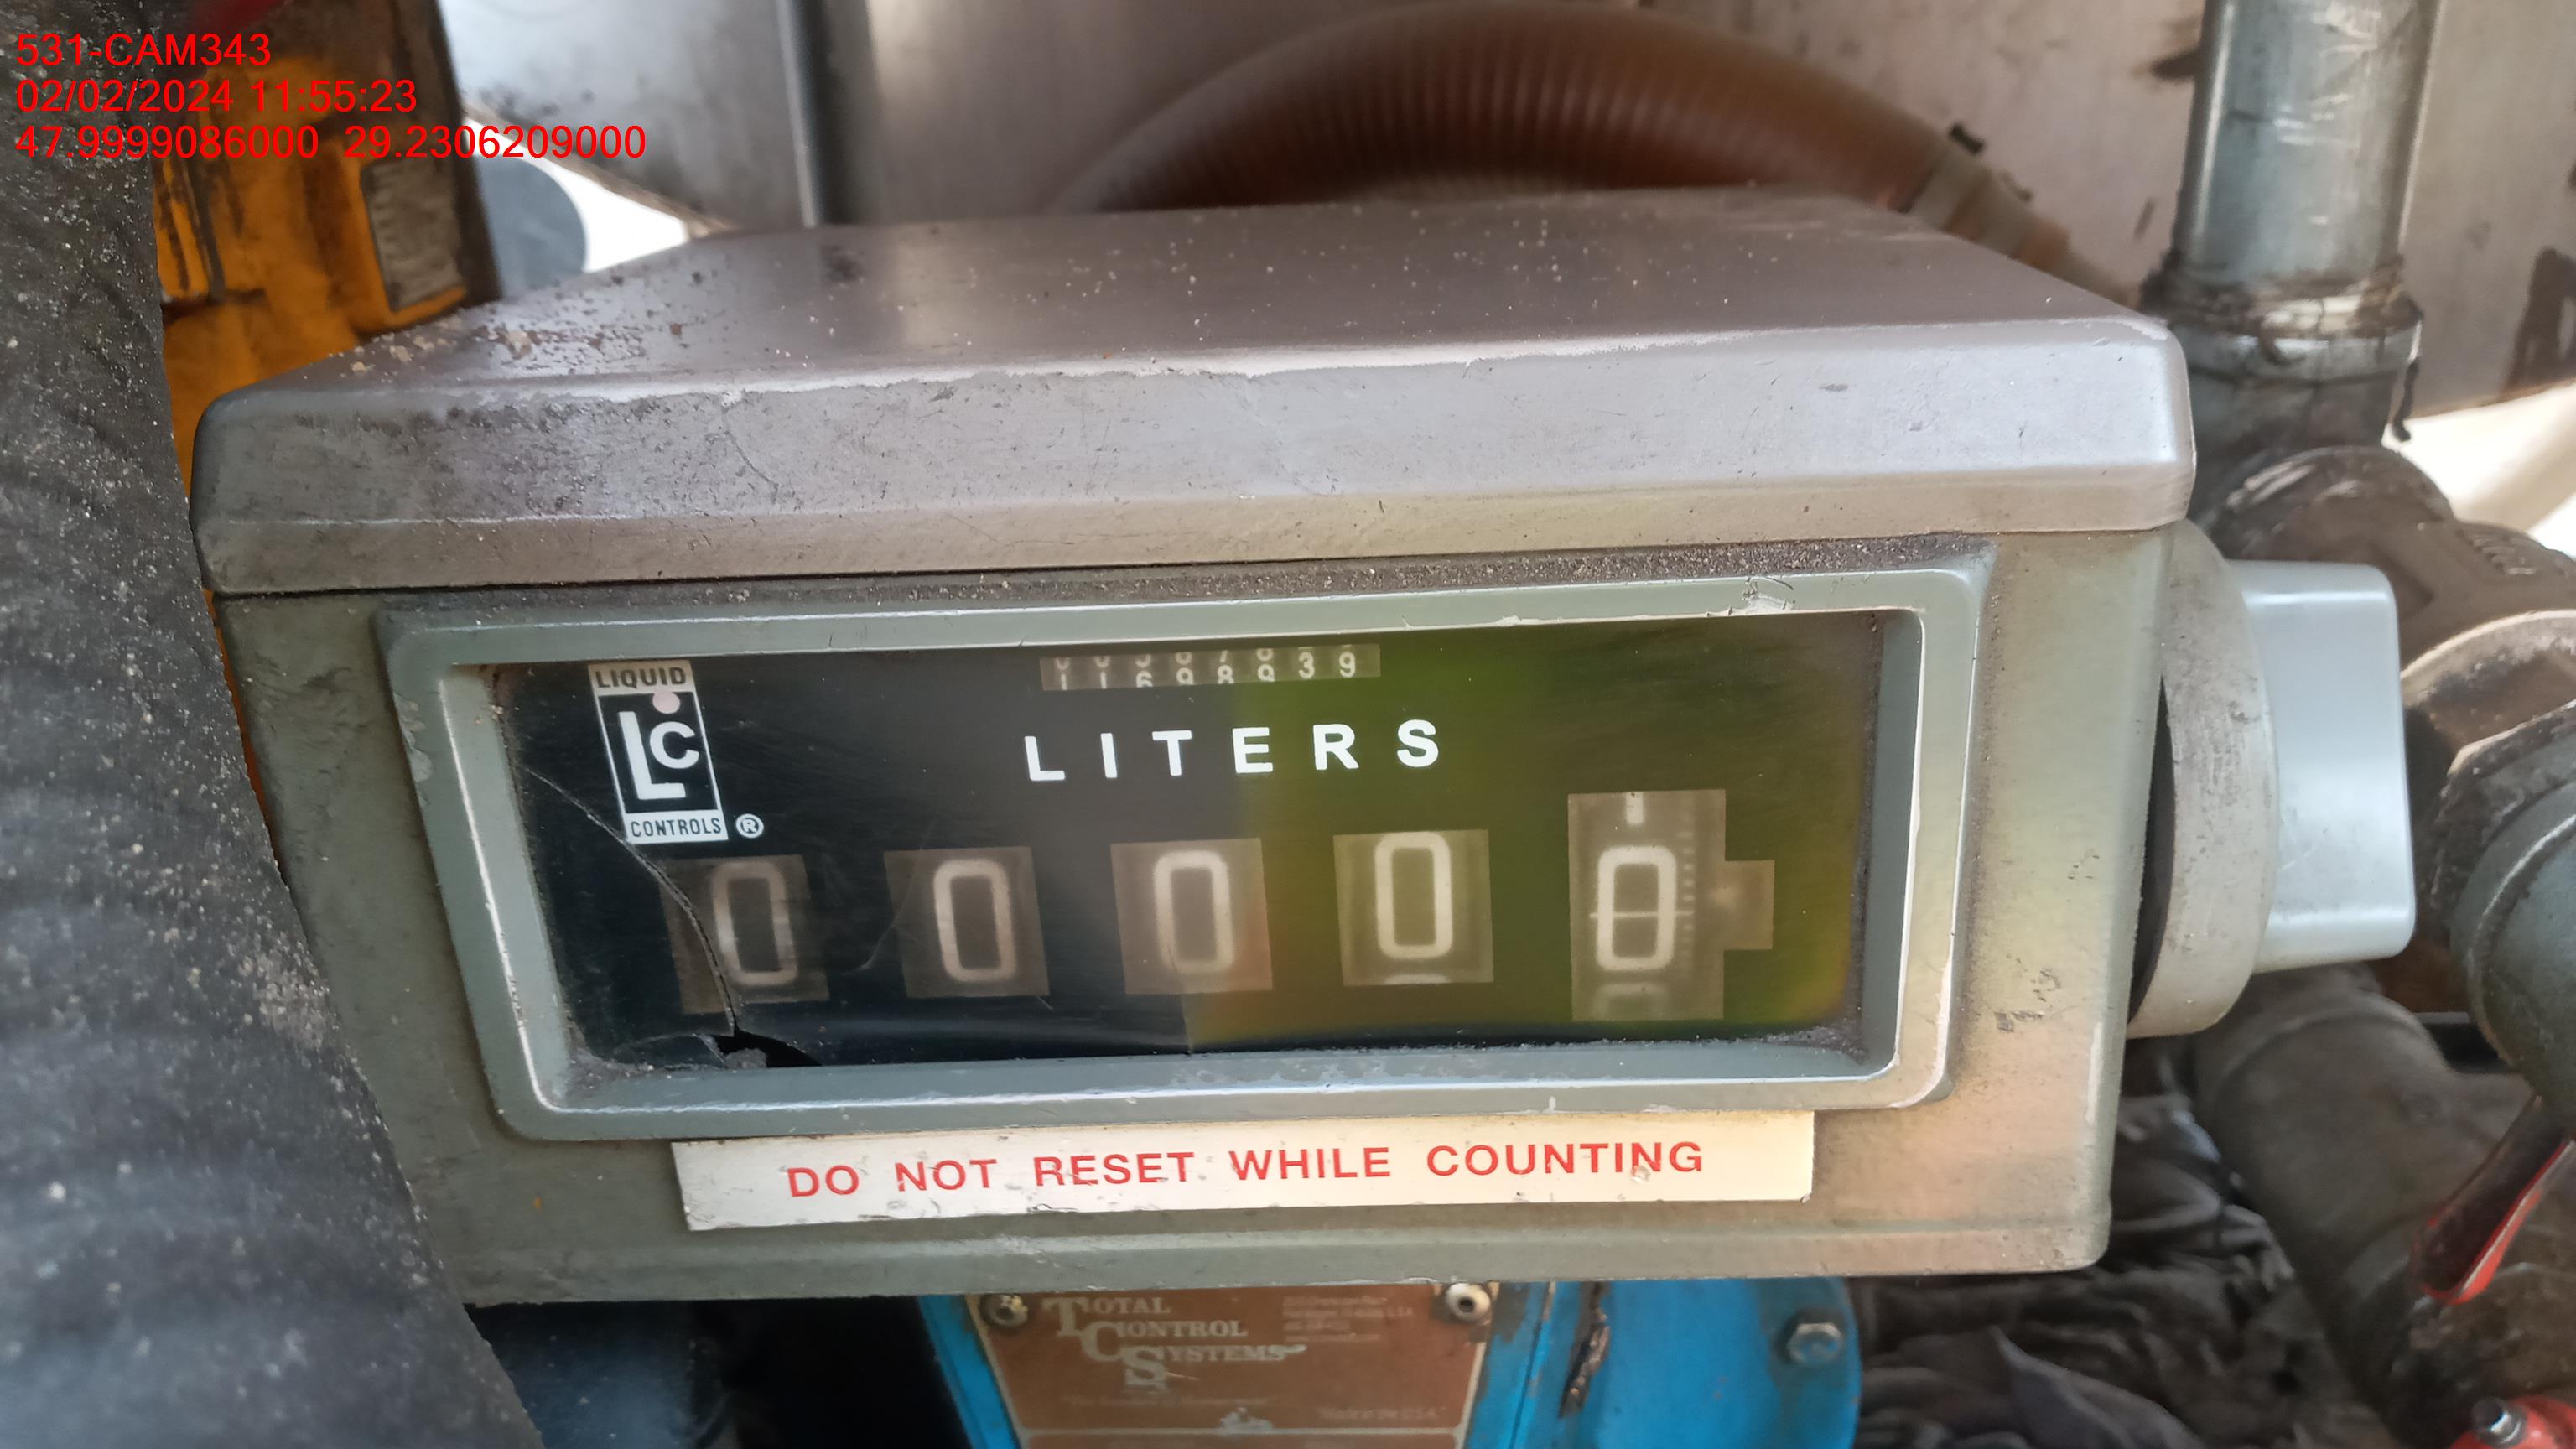 531-CAM343
02/02/2024 11:55:23
47.9999086000 29.2306209000
LIQUID
LC
CONTROLS ®
LITERS
0 0 0 0 0
DO NOT RESET WHILE COUNTING
TOTAL
CONTROL
SYSTEMS